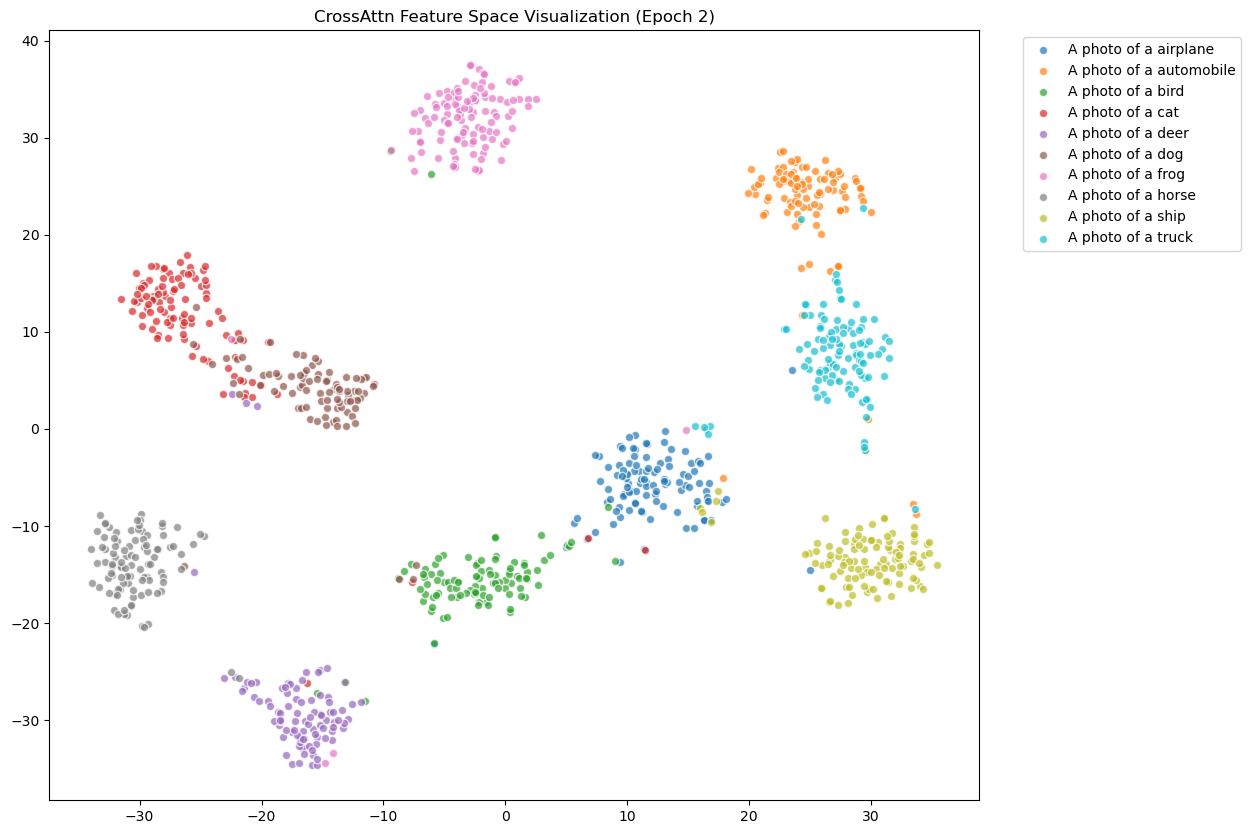 CrossAttn Feature Space Visualization (Epoch 2)
A photo of a airplane
A photo of a automobile
A photo of a bird
A photo of a cat
A photo of a deer
A photo of a dog
A photo of a frog
A photo of a horse
A photo of a ship
A photo of a truck
40
30
20
10
0
−10
−20
−30
−30 −20 −10 0 10 20 30